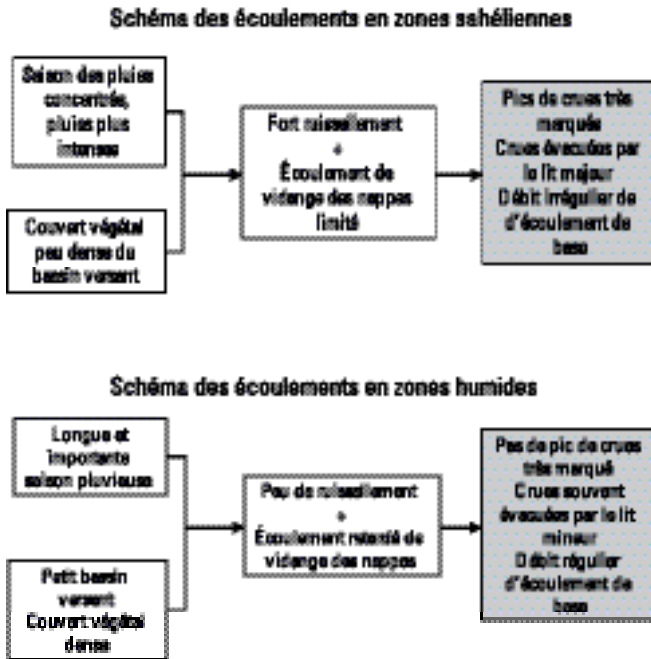 Schéma des écoulements en zones sahéliennes
Saison des pluies
concentrée,
pluies plus
intenses
Couvert végétal
peu dense du
bassin versant
Fort ruissellement
+
Écoulement de
vidange des nappes
limité
Pics de crues très
marqués
Crues évacuées par
le lit majeur
Débit irrégulier de
d'écoulement de
base
Schéma des écoulements en zones humides
Longue et
importante
saison pluvieuse
Petit bassin
versant
Couvert végétal
dense
Peu de ruissellement
+
Écoulement retardé de
vidange des nappes
Pas de pic de crues
très marqué
Crues souvent
évacuées par le lit
mineur
Débit régulier
d'écoulement de
base